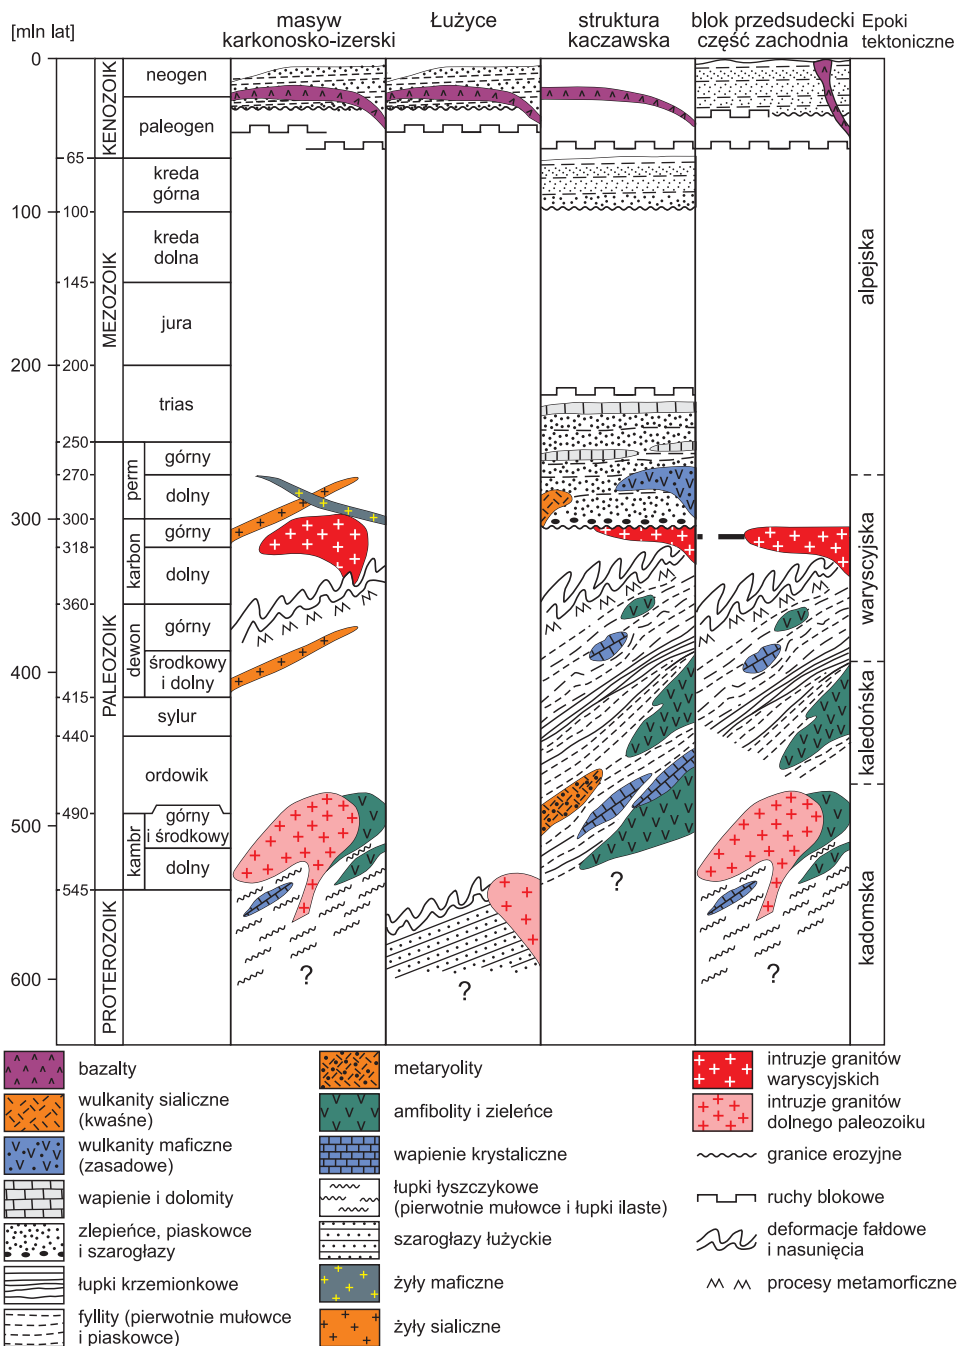 [mln lat]
masyw
karkonosko-izerski
Łużyce
struktura
kaczawska
blok przedsudecki
część zachodnia
Epoki
tektoniczne
0
65
100
100
145
200
200
250
270
300
300
318
360
400
415
440
490
500
545
600
KENOZOIK
MEZOZOIK
PALEOZOIK
PROTEROZOIK
neogen
paleogen
kreda
górna
kreda
dolna
jura
trias
perm
górny
dolny
karbon
górny
dolny
dewon
górny
środkowy
i dolny
sylur
ordowik
kambr
górny
i środkowy
dolny
?
?
?
?
alpejska
waryscyjska
kaledońska
kadomska
bazalty
wulkanity sialiczne
(kwaśne)
wulkanity maficzne
(zasadowe)
wapienie i dolomity
zlepieńce, piaskowce
i szarogłazy
łupki krzemionkowe
fyllity (pierwotnie mułowce
i piaskowce)
metaryolity
amfibolity i zieleńce
wapienie krystaliczne
łupki łyszczykowe
(pierwotnie mułowce i łupki ilaste)
szarogłazy łużyckie
żyły maficzne
żyły sialiczne
intruzje granitów
waryscyjskich
intruzje granitów
dolnego paleozoiku
granice erozyjne
ruchy blokowe
deformacje fałdowe
i nasunięcia
procesy metamorficzne